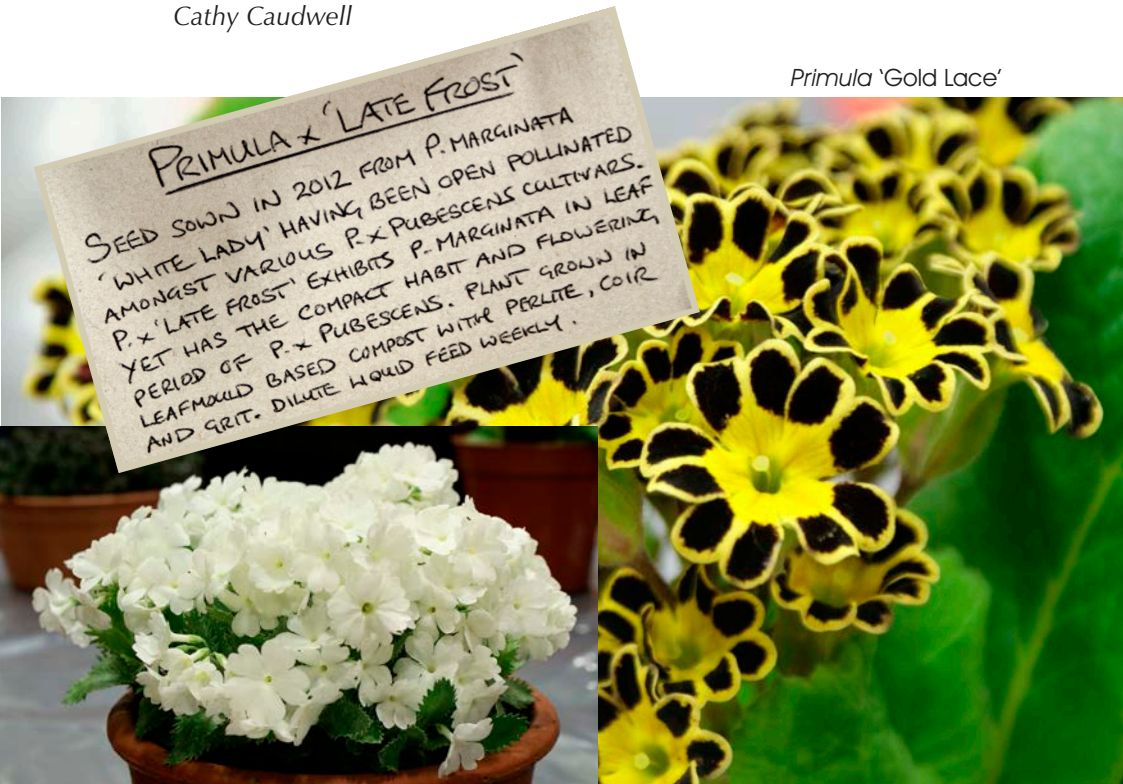 Cathy Caudwell
Primula 'Gold Lace'
PRIMULA x 'LATE FROST'
SEED SOWN IN 2012 FROM P. MARGINATA
'WHITE LADY' HAVING BEEN OPEN POLLINATED
AMONGST VARIOUS P. x PUBESCENS CULTIVARS.
P. x 'LATE FROST' EXHIBITS P. MARGINATA IN LEAF
YET HAS THE COMPACT HABIT AND FLOWERING
PERIOD OF P. x PUBESCENS. PLANT GROWN IN
LEAFMOULD BASED COMPOST WITH PERLITE, COIR
AND GRIT. DILUTE LIQUID FEED WEEKLY.